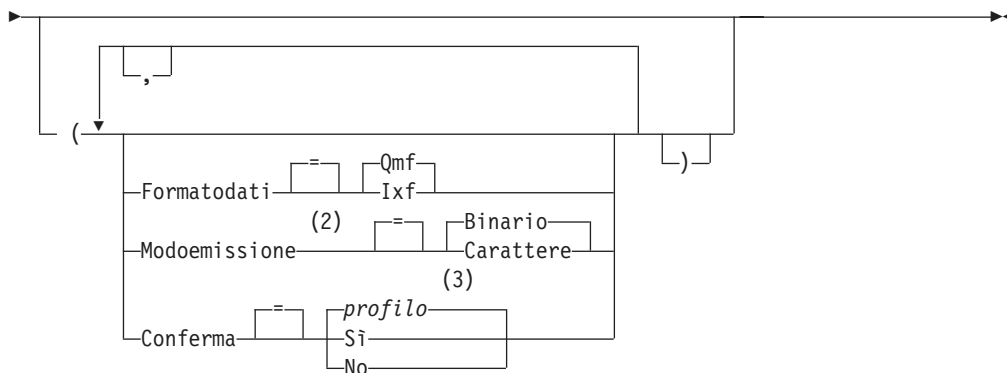 ,
(
)
= Qmf
Formatodati Ixf
(2) = Binario
Modoemissione Carattere
(3)
= profilo
Conferma Sì
No